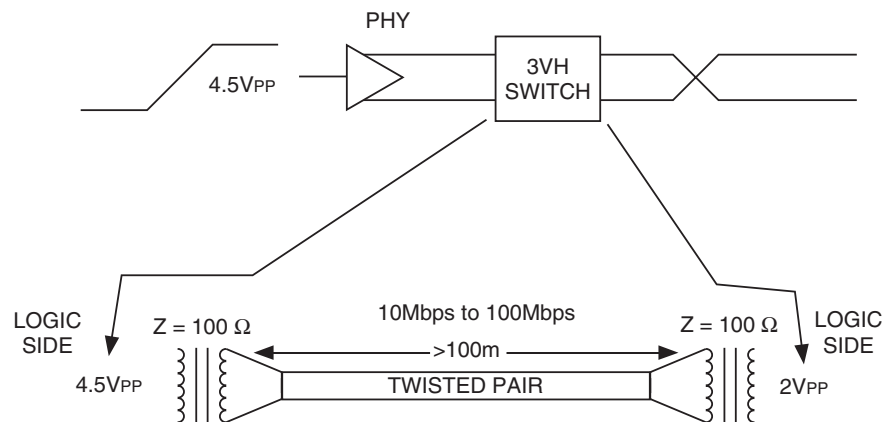 PHY
4.5VPP
3VH
SWITCH
LOGIC
SIDE
Z = 100 Ω
10Mbps to 100Mbps
Z = 100 Ω
LOGIC
SIDE
>100m
4.5VPP
TWISTED PAIR
2VPP